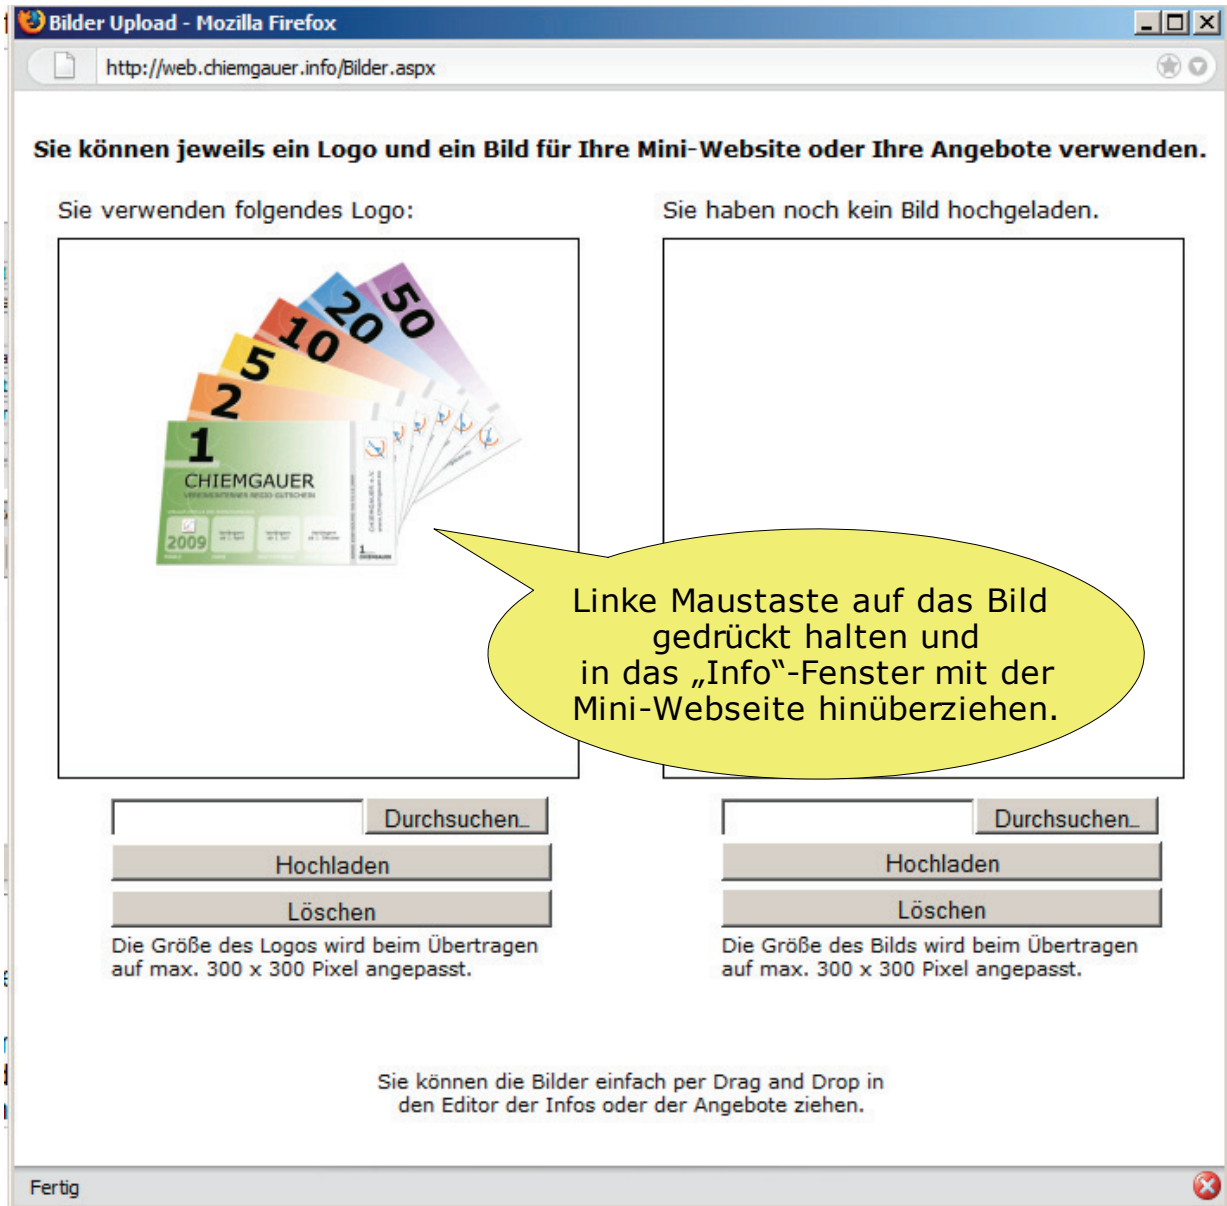 Bilder Upload - Mozilla Firefox
http://web.chiemgauer.info/Bilder.aspx
Sie können jeweils ein Logo und ein Bild für Ihre Mini-Website oder Ihre Angebote verwenden.
Sie verwenden folgendes Logo:
Sie haben noch kein Bild hochgeladen.
50
20
10
5
2
1
CHIEMGAUER
2009
CHIEMGAUER e.V.
1
CHIEMGAUER
Linke Maustaste auf das Bild
gedrückt halten und
in das „Info“-Fenster mit der
Mini-Webseite hinüberziehen.
Durchsuchen...
Hochladen
Löschen
Die Größe des Logos wird beim Übertragen
auf max. 300 x 300 Pixel angepasst.
Durchsuchen...
Hochladen
Löschen
Die Größe des Bilds wird beim Übertragen
auf max. 300 x 300 Pixel angepasst.
Sie können die Bilder einfach per Drag and Drop in
den Editor der Infos oder der Angebote ziehen.
Fertig